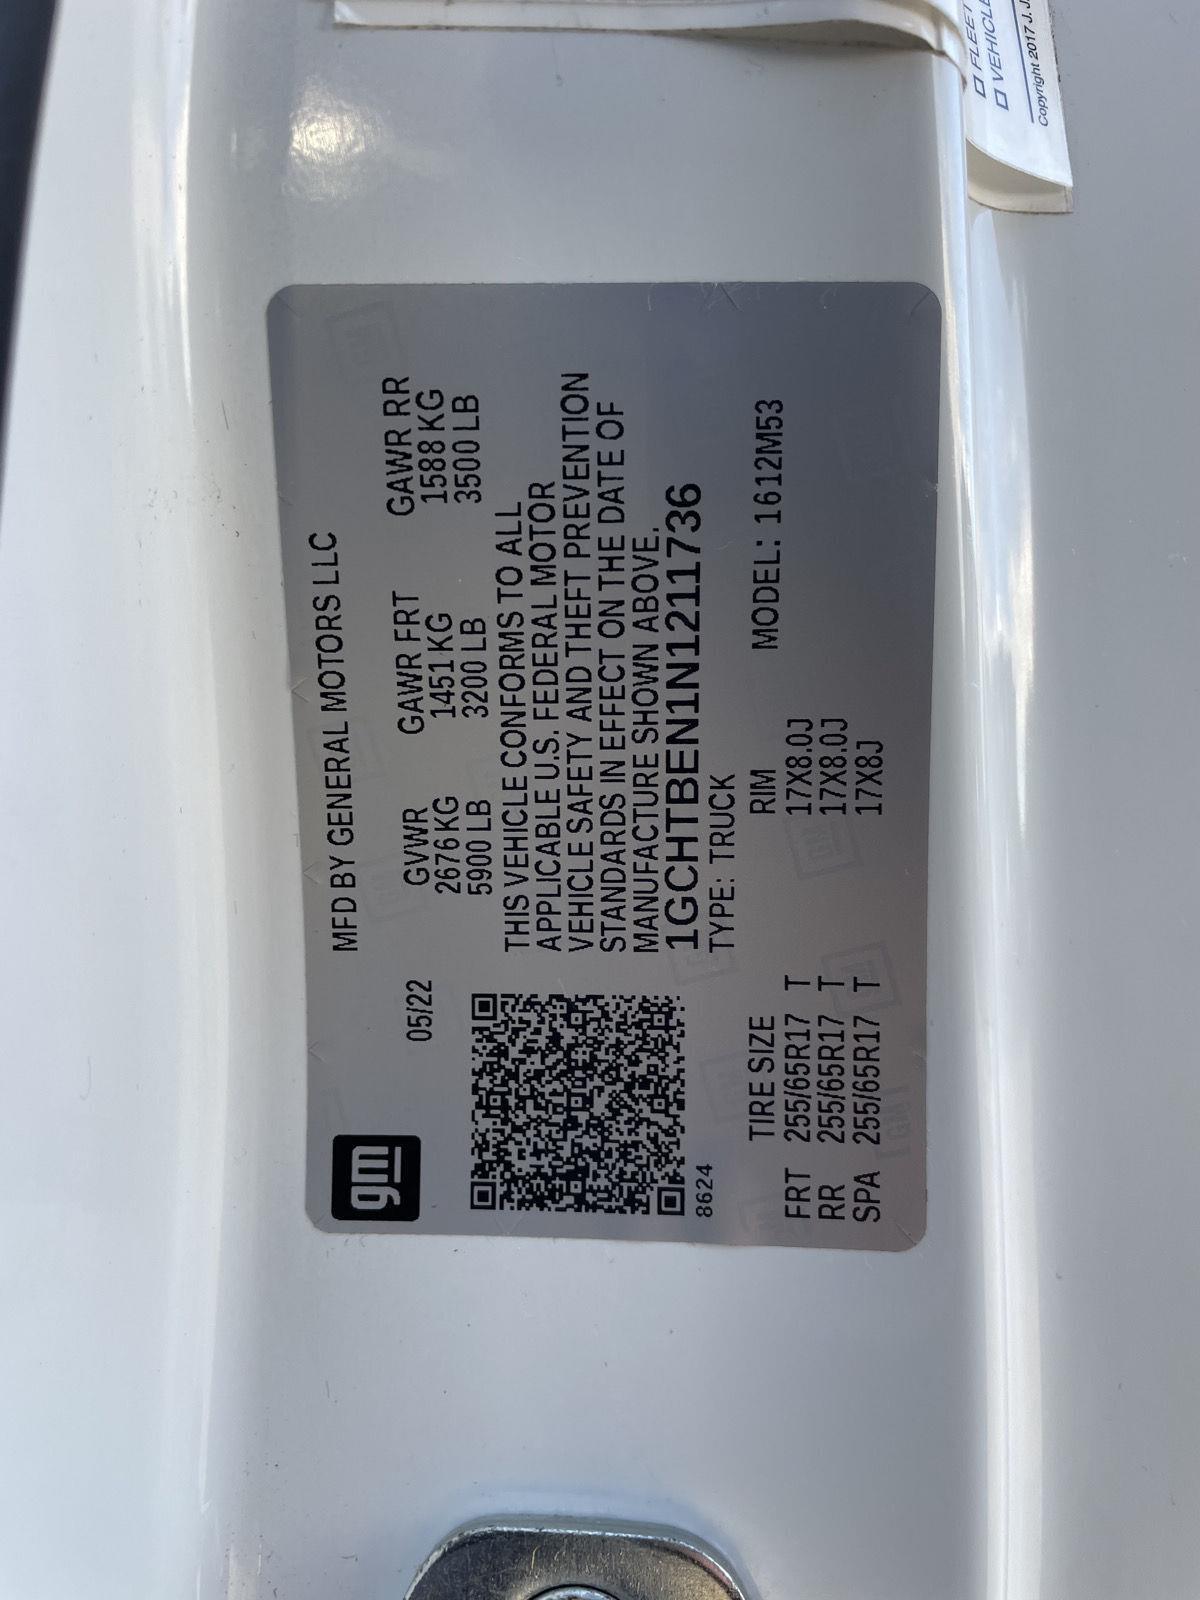 FLEET
VEHICLE
Copyright 2017 J. J.
gm
MFD BY GENERAL MOTORS LLC
05/22
GVWR GAWR FRT GAWR RR
2676 KG 1451 KG 1588 KG
5900 LB 3200 LB 3500 LB
THIS VEHICLE CONFORMS TO ALL
APPLICABLE U.S. FEDERAL MOTOR
VEHICLE SAFETY AND THEFT PREVENTION
STANDARDS IN EFFECT ON THE DATE OF
MANUFACTURE SHOWN ABOVE.
1GCHTBEN1N1211736
8624
TYPE: TRUCK
TIRE SIZE RIM MODEL: 1612M53
FRT 255/65R17 T 17X8.0J
RR 255/65R17 T 17X8.0J
SPA 255/65R17 T 17X8J